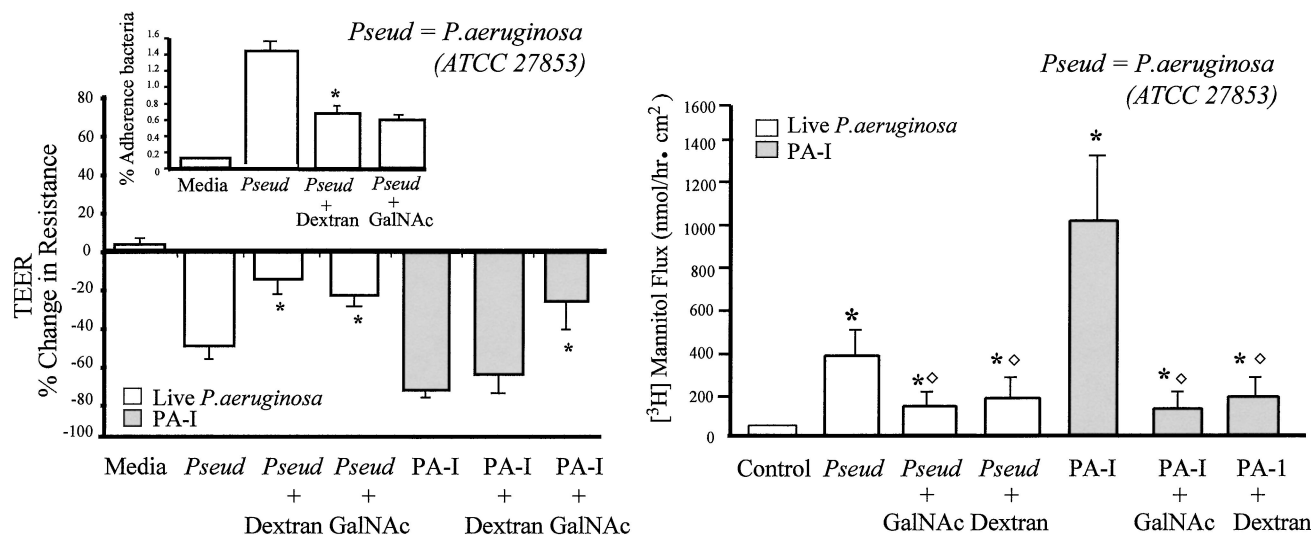 Pseud = P.aeruginosa
(ATCC 27853)
% Adherence bacteria
1.6
1.4
1.2
1.0
0.8
0.6
0.4
0.2
0
Media Pseud Pseud Pseud
+ +
Dextran GalNAc
*
TEER
% Change in Resistance
80
60
40
20
0
-20
-40
-60
-80
-100
* * *
Live P.aeruginosa
PA-I
Media Pseud Pseud Pseud PA-I PA-I PA-I
+ + + +
Dextran GalNAc Dextran GalNAc
Pseud = P.aeruginosa
(ATCC 27853)
[³H] Mannitol Flux (nmol/hr• cm²)
1600
1400
1200
1000
800
600
400
200
0
Live P.aeruginosa
PA-I
* *◇ *◇ * *◇ *◇
Control Pseud Pseud Pseud PA-I PA-I PA-1
+ + + +
GalNAc Dextran GalNAc Dextran